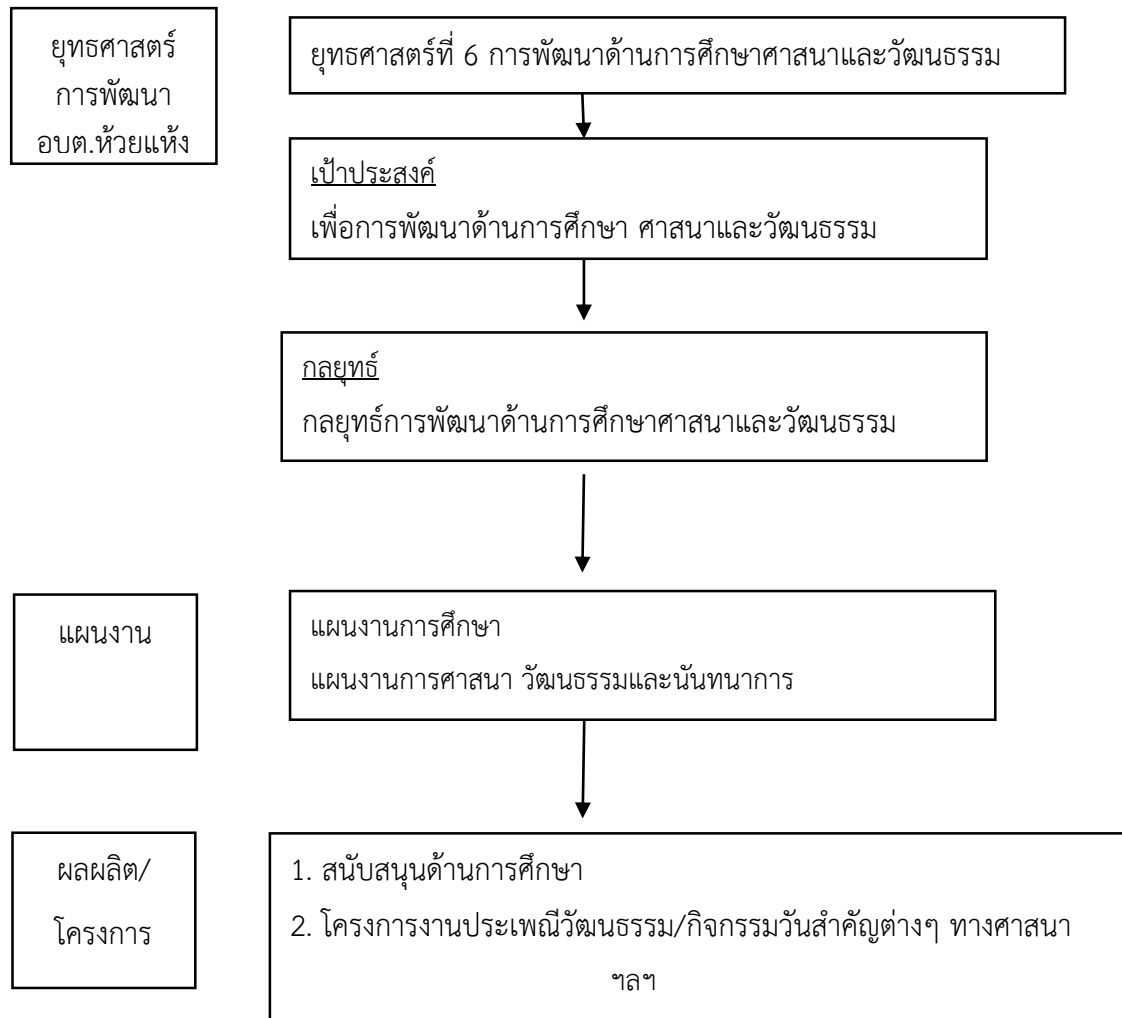 ยุทธศาสตร์
การพัฒนา
อบต.ห้วยแห้ง
ยุทธศาสตร์ที่ 6 การพัฒนาด้านการศึกษาศาสนาและวัฒนธรรม
เป้าประสงค์
เพื่อการพัฒนาด้านการศึกษา ศาสนาและวัฒนธรรม
กลยุทธ์
กลยุทธ์การพัฒนาด้านการศึกษาศาสนาและวัฒนธรรม
แผนงาน
แผนงานการศึกษา
แผนงานการศาสนา วัฒนธรรมและนันทนาการ
ผลผลิต/
โครงการ
1. สนับสนุนด้านการศึกษา
2. โครงการงานประเพณีวัฒนธรรม/กิจกรรมวันสำคัญต่างๆ ทางศาสนา
ฯลฯ